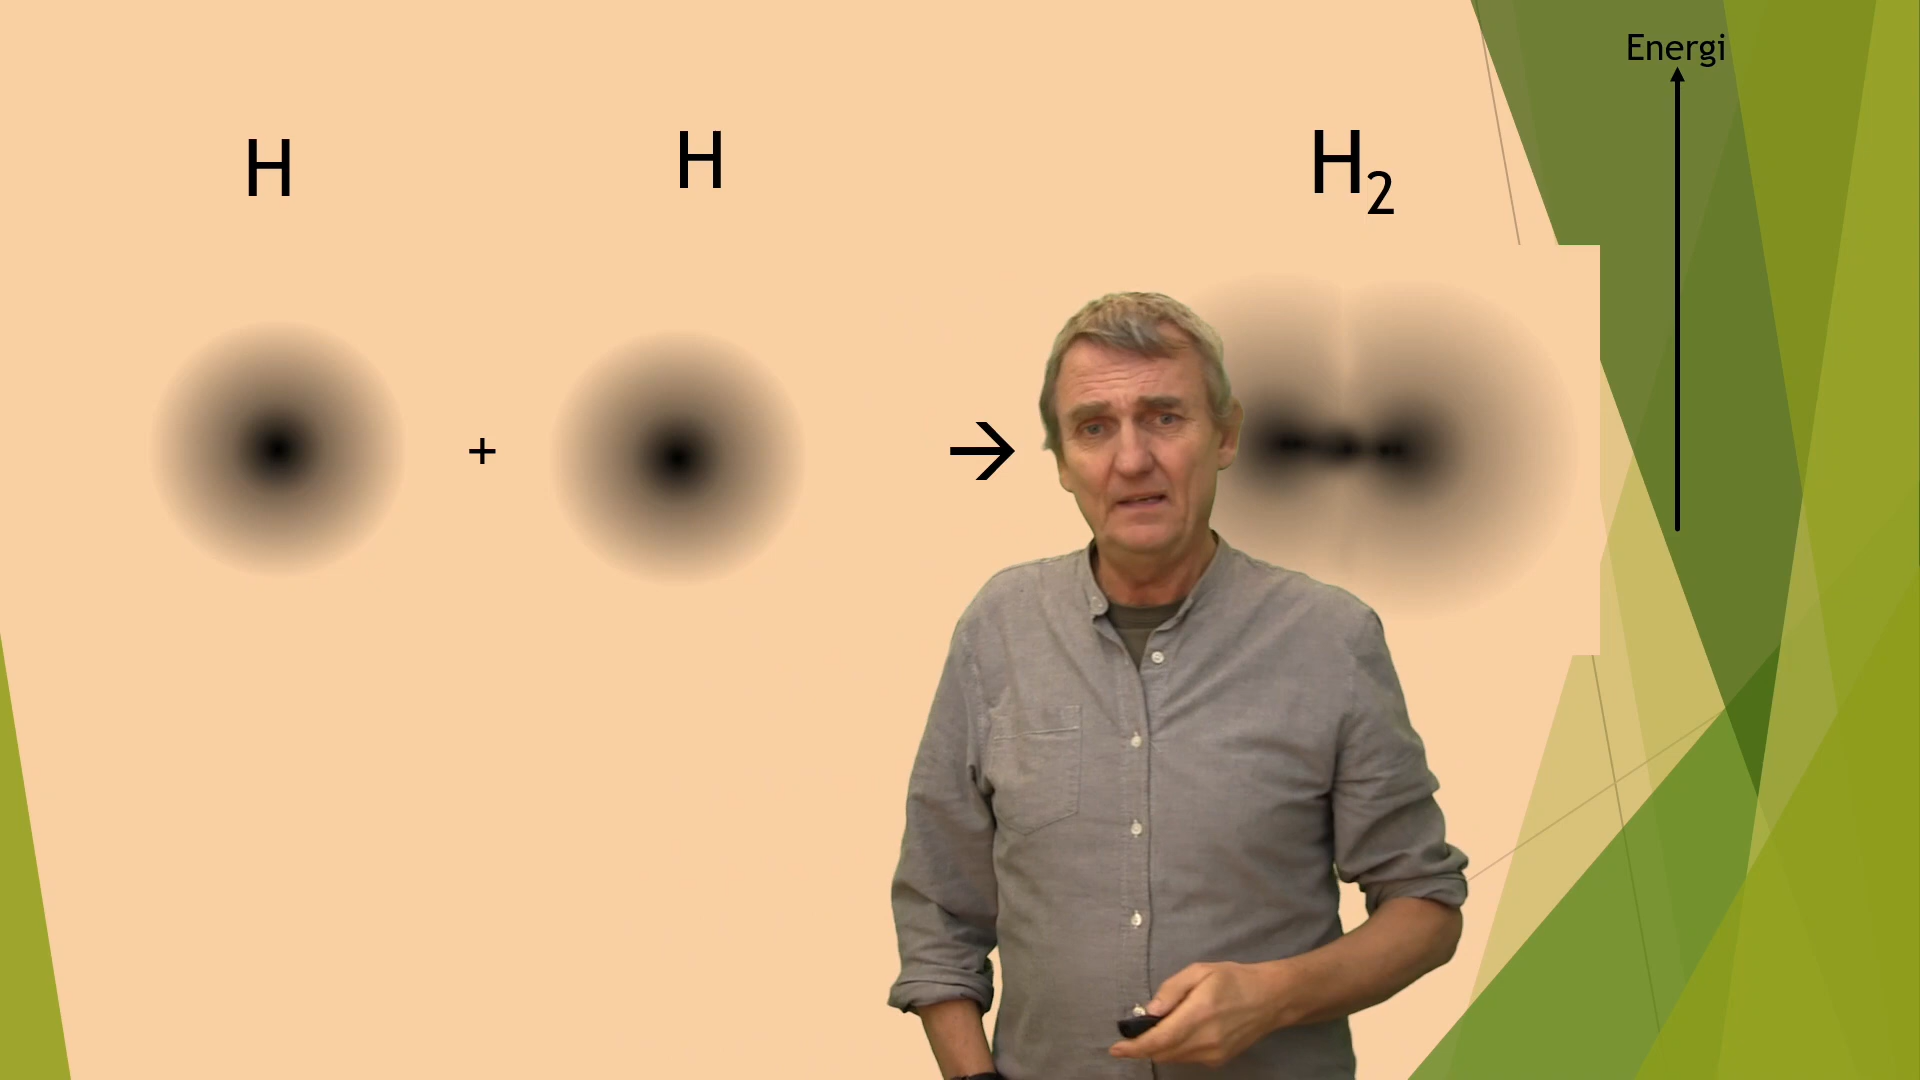 Energi
H
H
H₂
+
→